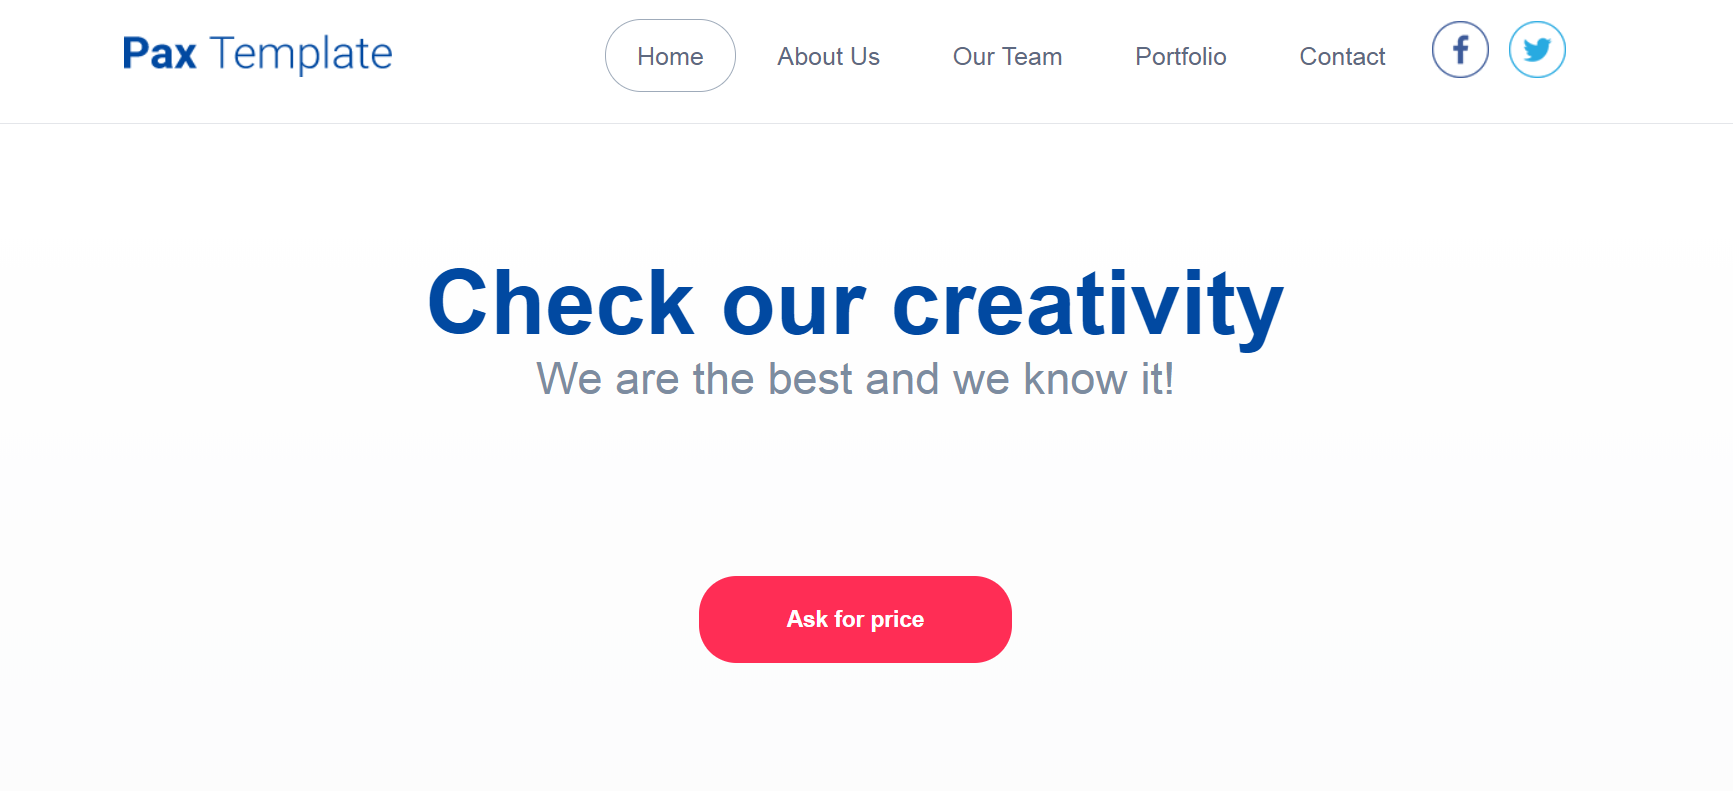 Pax Template
Home About Us Our Team Portfolio Contact
Check our creativity
We are the best and we know it!
Ask for price